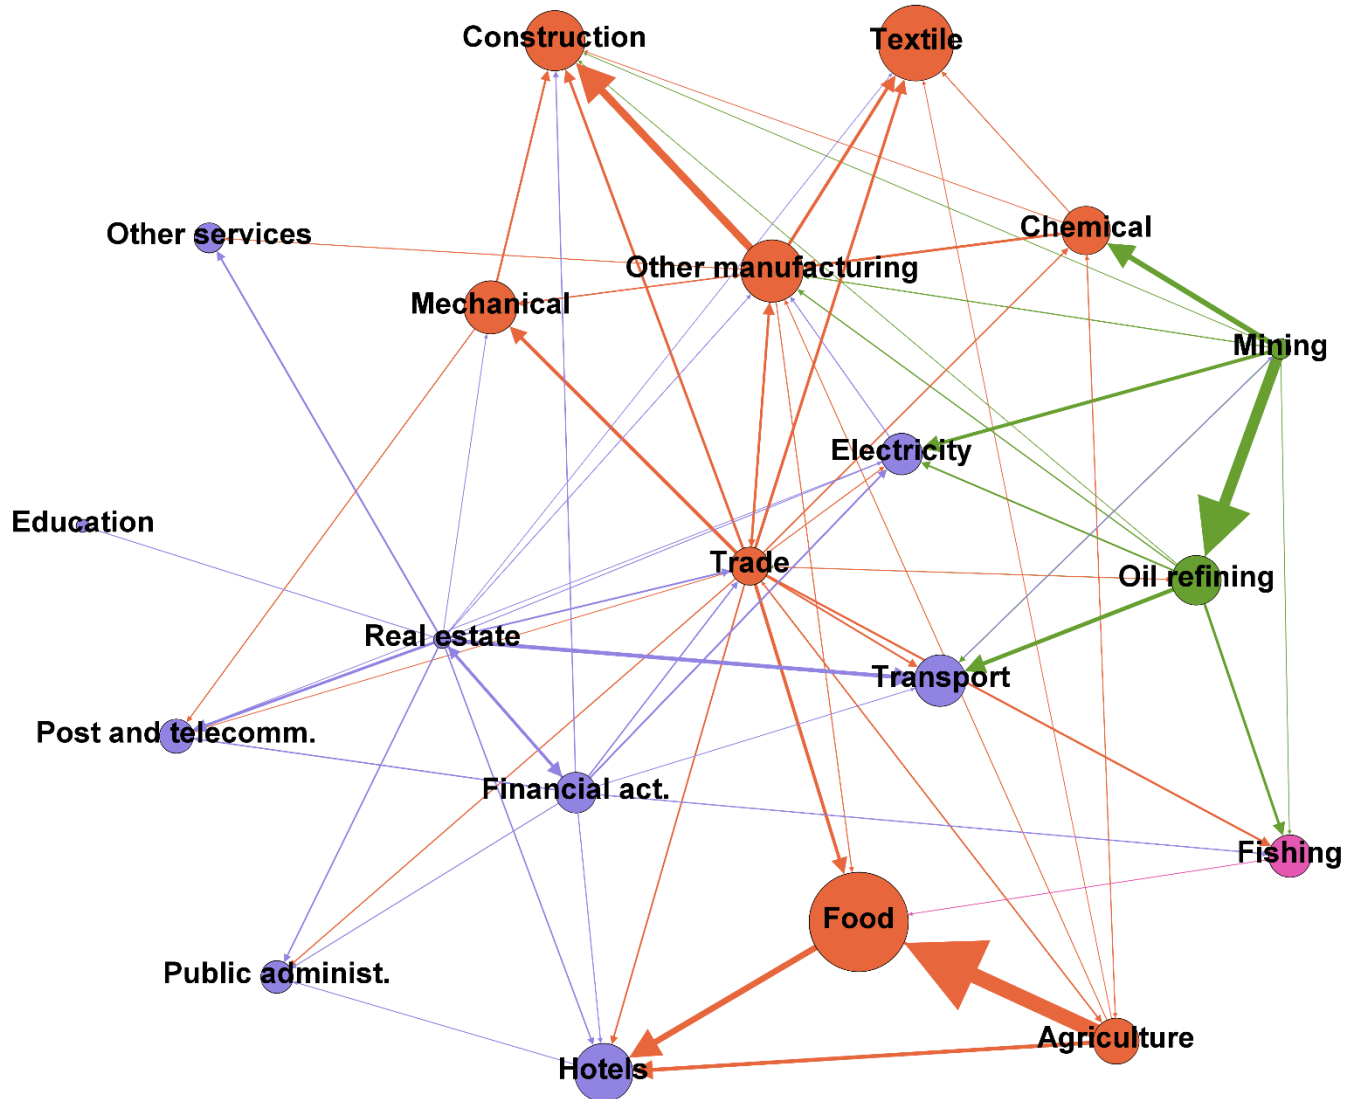 Construction
Textile
Chemical
Other services
Other manufacturing
Mechanical
Mining
Electricity
Education
Trade
Oil refining
Real estate
Transport
Post and telecomm.
Financial act.
Fishing
Food
Public administ.
Agriculture
Hotels